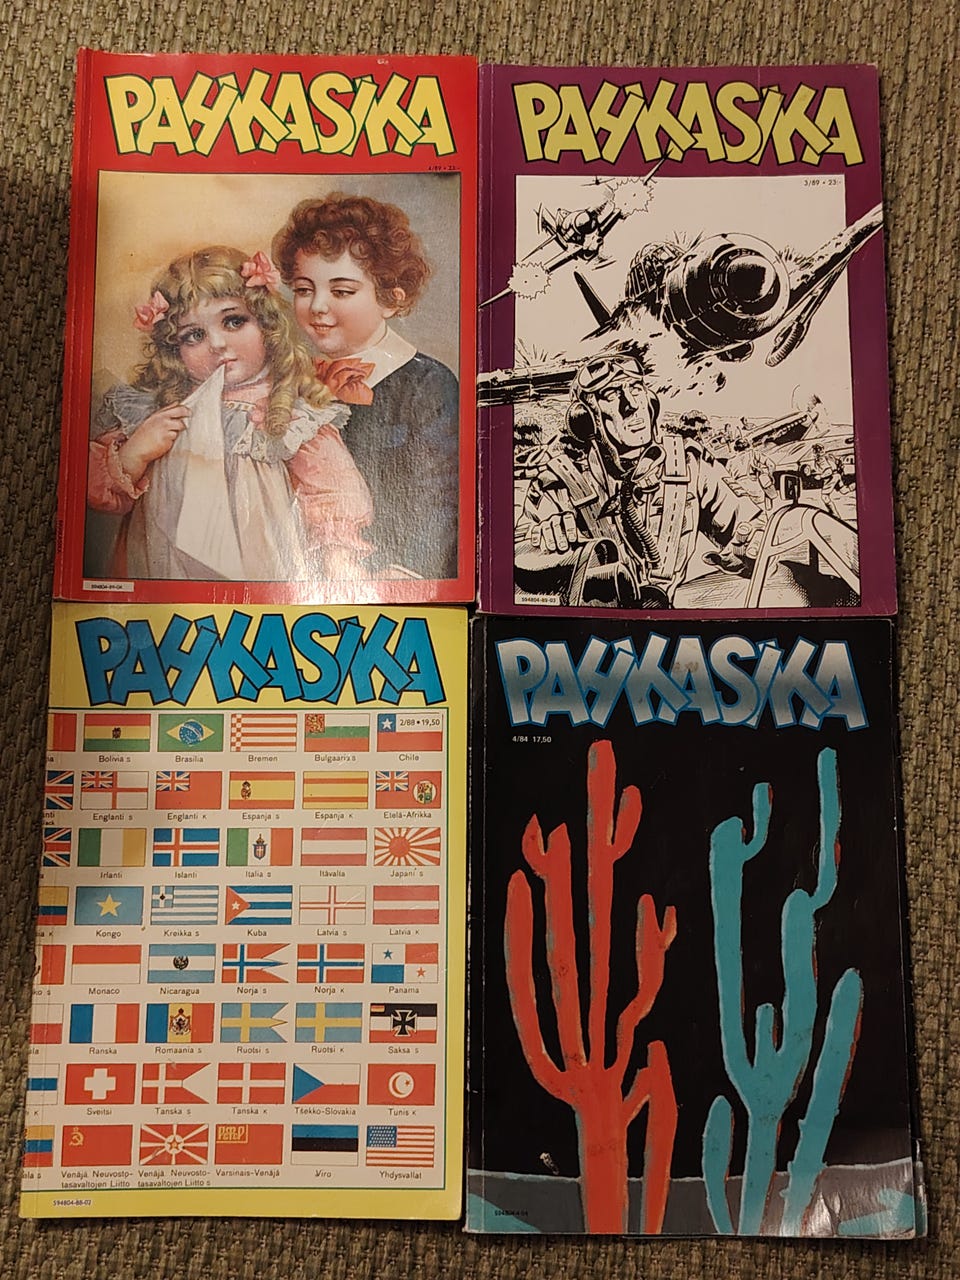 PAHKASIKA
4/89 • 23:-
594804-89-04
PAHKASIKA
3/89 • 23:-
594804-89-03
PAHKASIKA
2/88 • 19,50
Bolivia s
Brasilia
Bremen
Bulgaaria s
Chile
Englanti s
Englanti K
Espanja s
Espanja K
Etelä-Afrikka
Irlanti
Islanti
Italia s
Itävalta
Japani s
Kongo
Kreikka s
Kuba
Latvia s
Latvia K
Monaco
Nicaragua
Norja s
Norja K
Panama
Ranska
Romaania s
Ruotsi s
Ruotsi K
Saksa s
Sveitsi
Tanska s
Tanska K
Tšekko-Slovakia
Tunis K
Venäjä. Neuvosto-
tasavaltojen Liitto
Venäjä. Neuvosto-
tasavaltojen Liitto s
Varsinais-Venäjä
Viro
Yhdysvallat
594804-88-02
PAHKASIKA
4/84 17,50